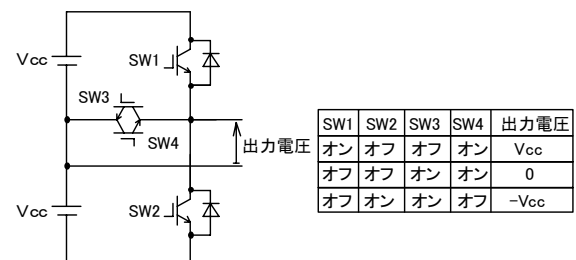 Vcc
SW1
SW3
SW4
出力電圧
Vcc
SW2
SW1 SW2 SW3 SW4 出力電圧
オン オフ オフ オン Vcc
オフ オフ オン オン 0
オフ オン オン オフ −Vcc